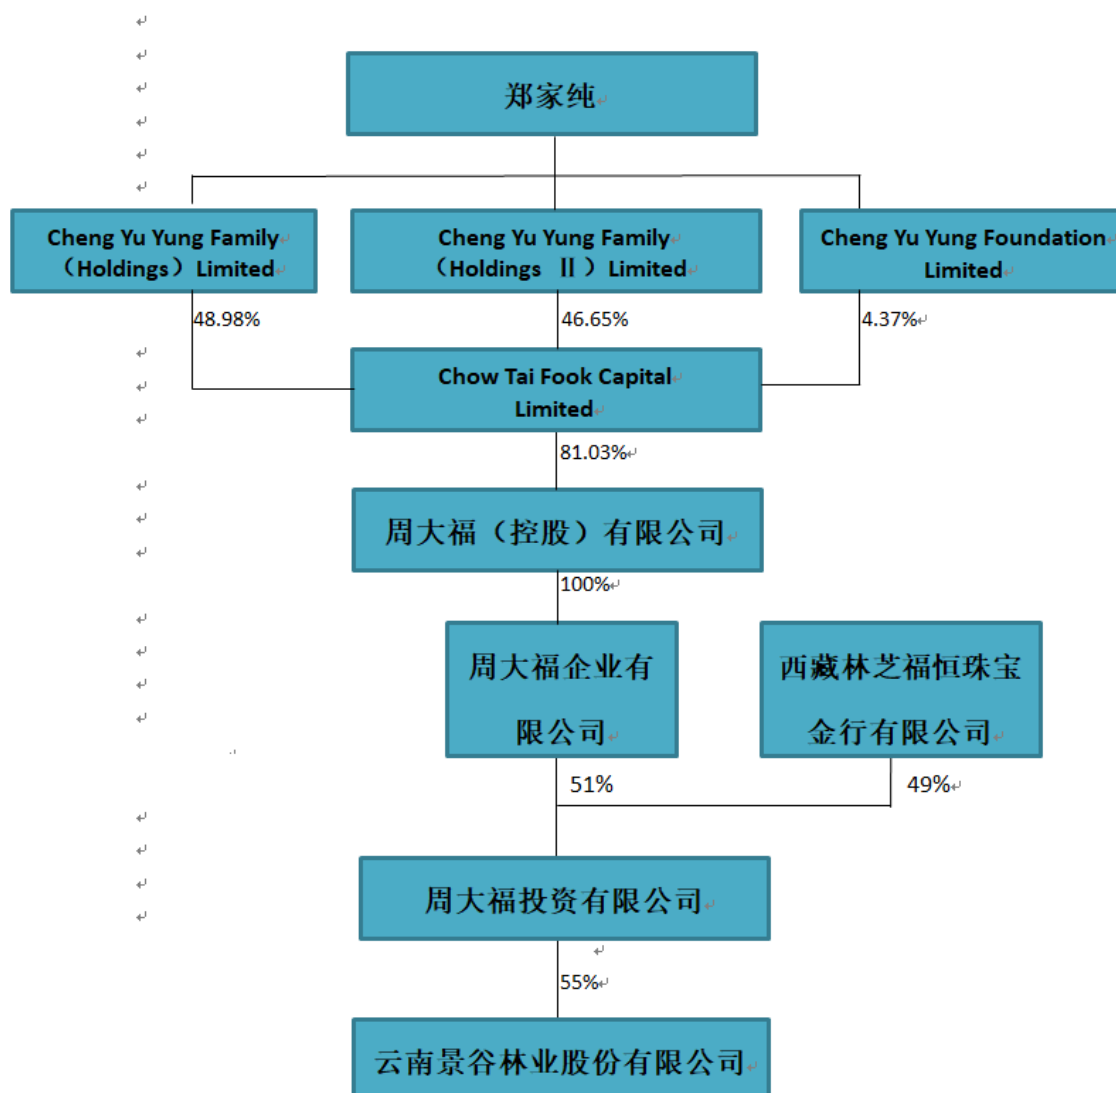 郑家纯
Cheng Yu Yung Family
（Holdings）Limited
Cheng Yu Yung Family
（Holdings Ⅱ）Limited
Cheng Yu Yung Foundation
Limited
48.98%
46.65%
4.37%
Chow Tai Fook Capital
Limited
81.03%
周大福（控股）有限公司
100%
周大福企业有
限公司
西藏林芝福恒珠宝
金行有限公司
51%
49%
周大福投资有限公司
55%
云南景谷林业股份有限公司